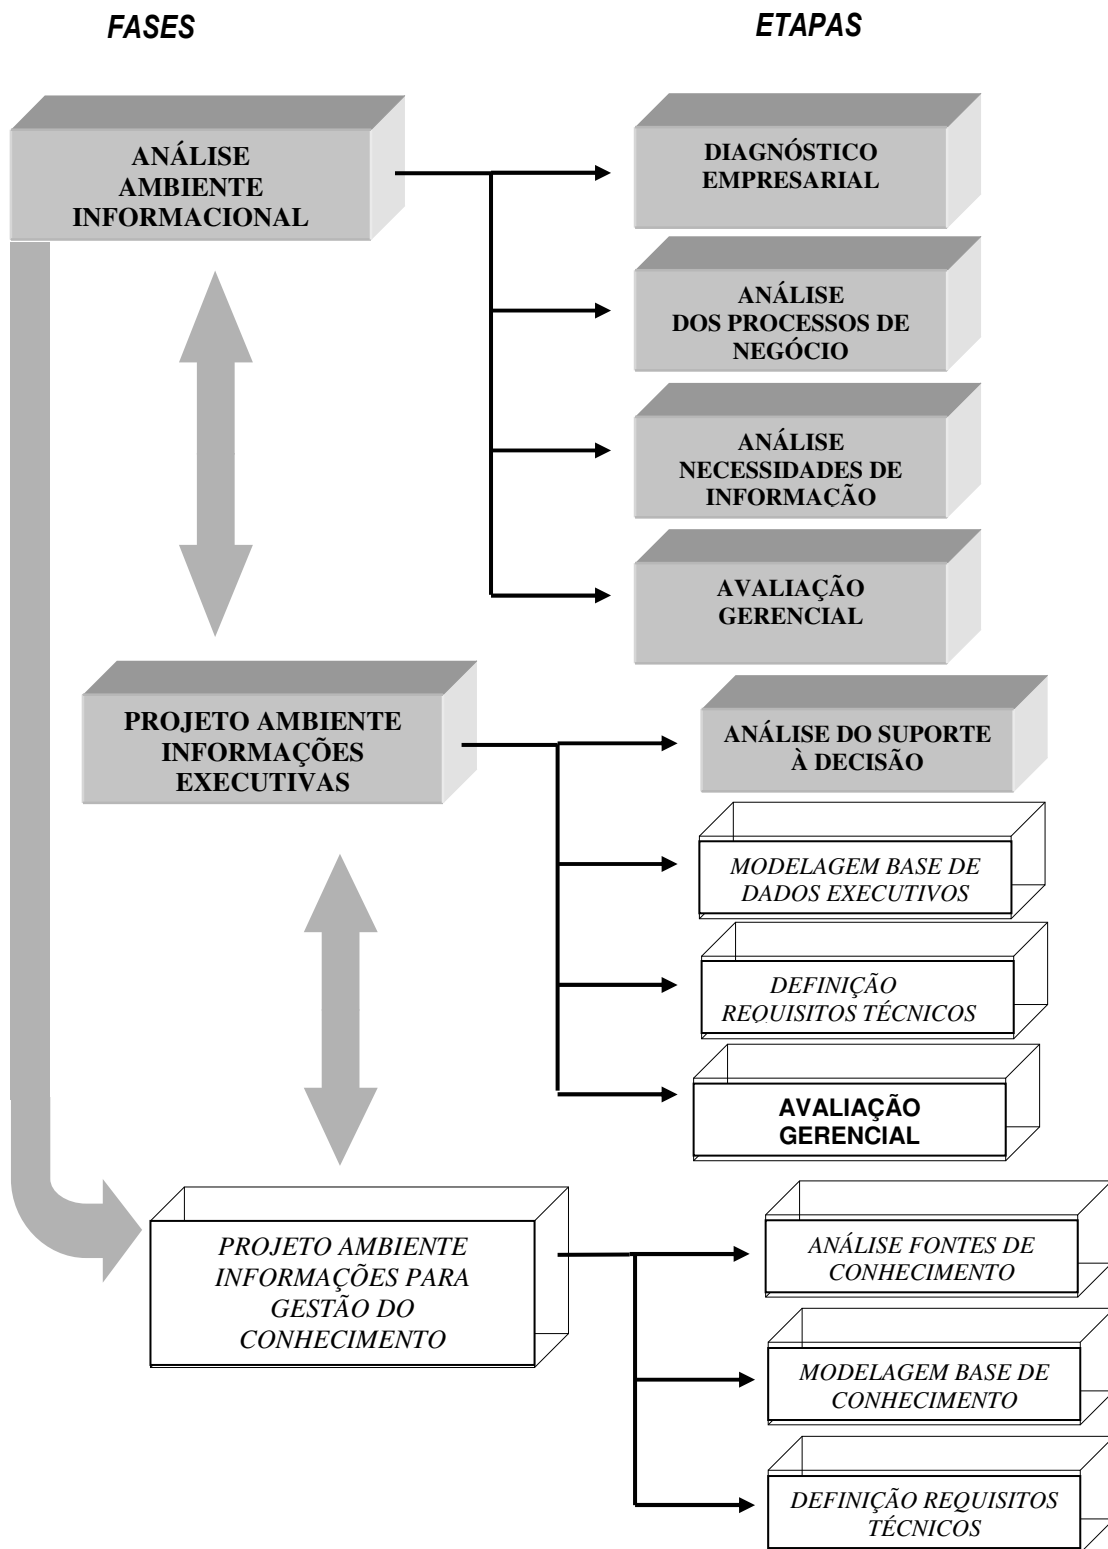 FASES
ETAPAS
ANÁLISE
AMBIENTE
INFORMACIONAL
DIAGNÓSTICO
EMPRESARIAL
ANÁLISE
DOS PROCESSOS DE
NEGÓCIO
ANÁLISE
NECESSIDADES DE
INFORMAÇÃO
AVALIAÇÃO
GERENCIAL
PROJETO AMBIENTE
INFORMAÇÕES
EXECUTIVAS
ANÁLISE DO SUPORTE
À DECISÃO
MODELAGEM BASE DE
DADOS EXECUTIVOS
DEFINIÇÃO
REQUISITOS TÉCNICOS
AVALIAÇÃO
GERENCIAL
PROJETO AMBIENTE
INFORMAÇÕES PARA
GESTÃO DO
CONHECIMENTO
ANÁLISE FONTES DE
CONHECIMENTO
MODELAGEM BASE DE
CONHECIMENTO
DEFINIÇÃO REQUISITOS
TÉCNICOS